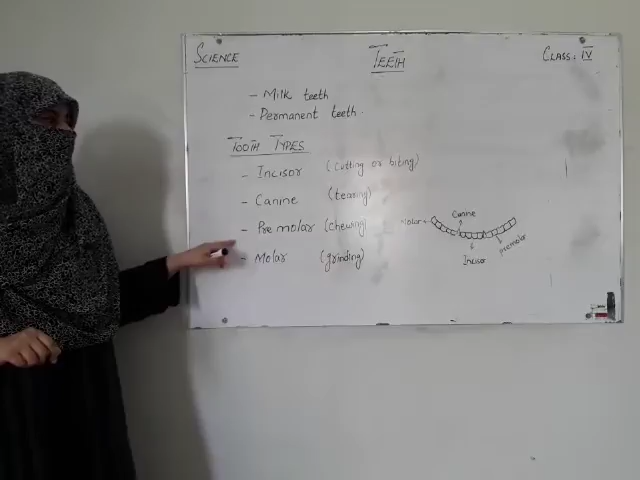 SCIENCE
TEETH
CLASS: IV
- Milk teeth
- Permanent teeth.
TOOTH TYPES
- Incisor (cutting or biting)
- Canine (tearing)
- Pre molar (chewing)
- Molar (grinding)
Canine
Molar
Incisor
premolar